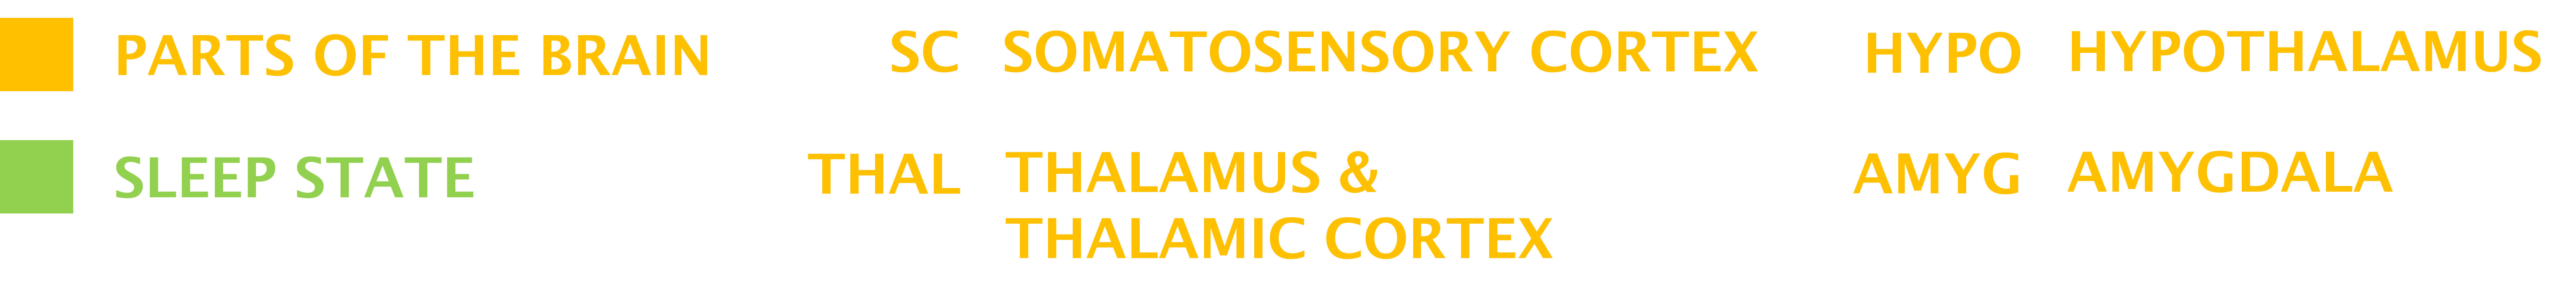 PARTS OF THE BRAIN
SLEEP STATE
SC SOMATOSENSORY CORTEX
THAL THALAMUS &
THALAMIC CORTEX
HYPO HYPOTHALAMUS
AMYG AMYGDALA